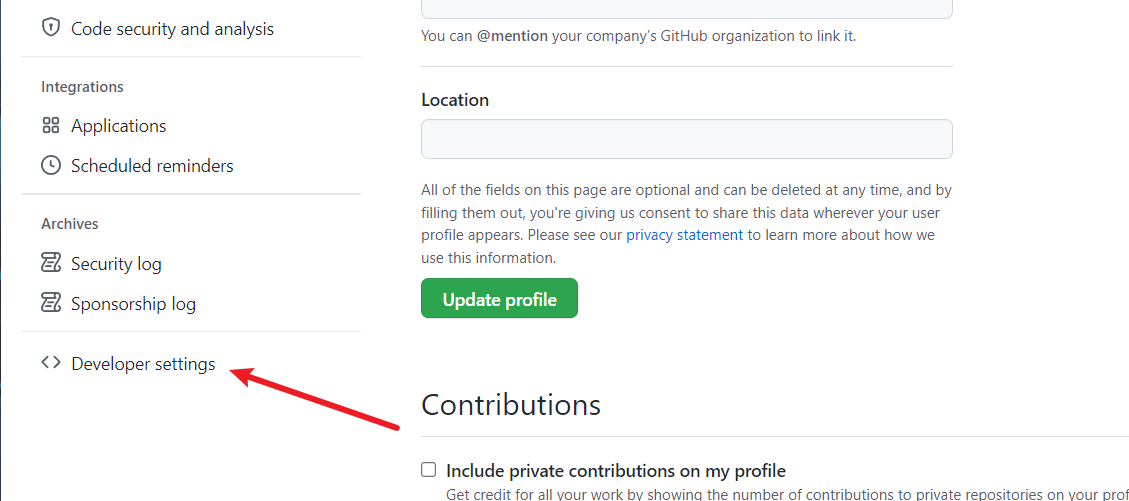 Code security and analysis
Integrations
Applications
Scheduled reminders
Archives
Security log
Sponsorship log
Developer settings
You can @mention your company's GitHub organization to link it.
Location
All of the fields on this page are optional and can be deleted at any time, and by
filling them out, you're giving us consent to share this data wherever your user
profile appears. Please see our privacy statement to learn more about how we
use this information.
Update profile
Contributions
Include private contributions on my profile
Get credit for all your work by showing the number of contributions to private repositories on your